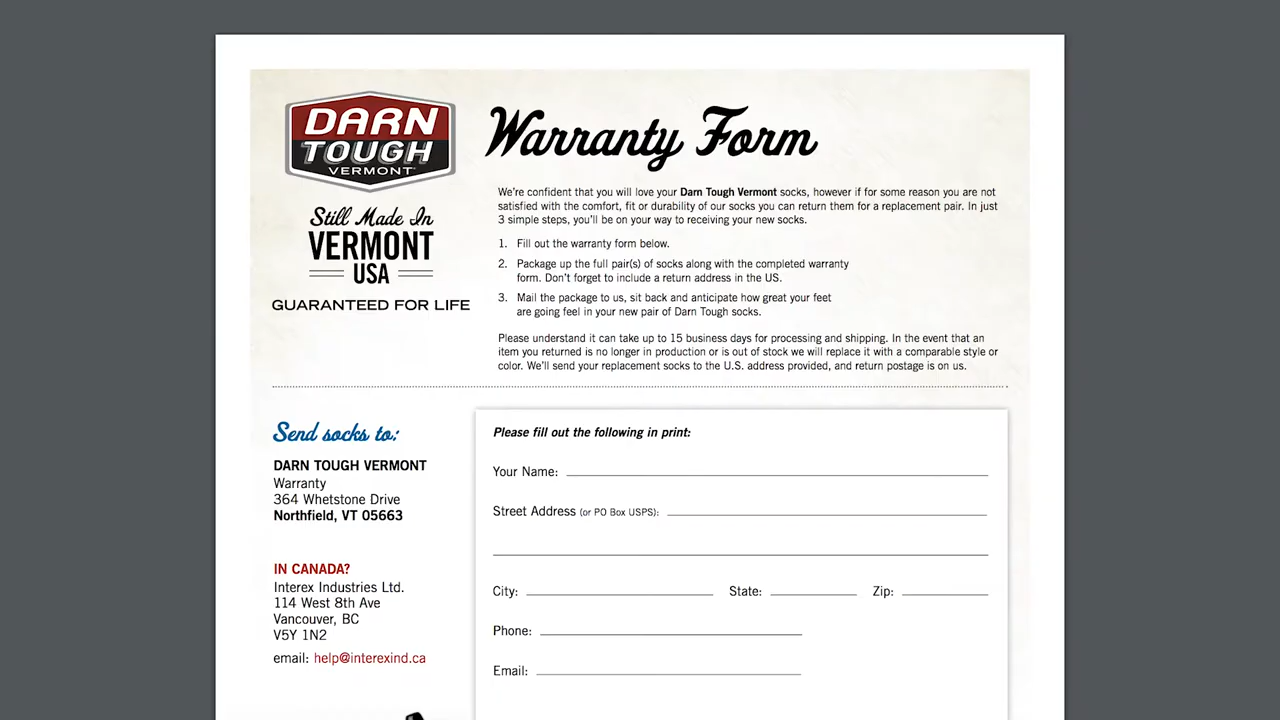 DARN
TOUGH
VERMONT
Still Made In
VERMONT
USA
GUARANTEED FOR LIFE
Warranty Form
We're confident that you will love your Darn Tough Vermont socks, however if for some reason you are not
satisfied with the comfort, fit or durability of our socks you can return them for a replacement pair. In just
3 simple steps, you'll be on your way to receiving your new socks.
1. Fill out the warranty form below.
2. Package up the full pair(s) of socks along with the completed warranty
form. Don't forget to include a return address in the US.
3. Mail the package to us, sit back and anticipate how great your feet
are going feel in your new pair of Darn Tough socks.
Please understand it can take up to 15 business days for processing and shipping. In the event that an
item you returned is no longer in production or is out of stock we will replace it with a comparable style or
color. We'll send your replacement socks to the U.S. address provided, and return postage is on us.
Send socks to:
DARN TOUGH VERMONT
Warranty
364 Whetstone Drive
Northfield, VT 05663
IN CANADA?
Interex Industries Ltd.
114 West 8th Ave
Vancouver, BC
V5Y 1N2
email: help@interexind.ca
Please fill out the following in print:
Your Name:
Street Address (or PO Box USPS):
City: State: Zip:
Phone:
Email: